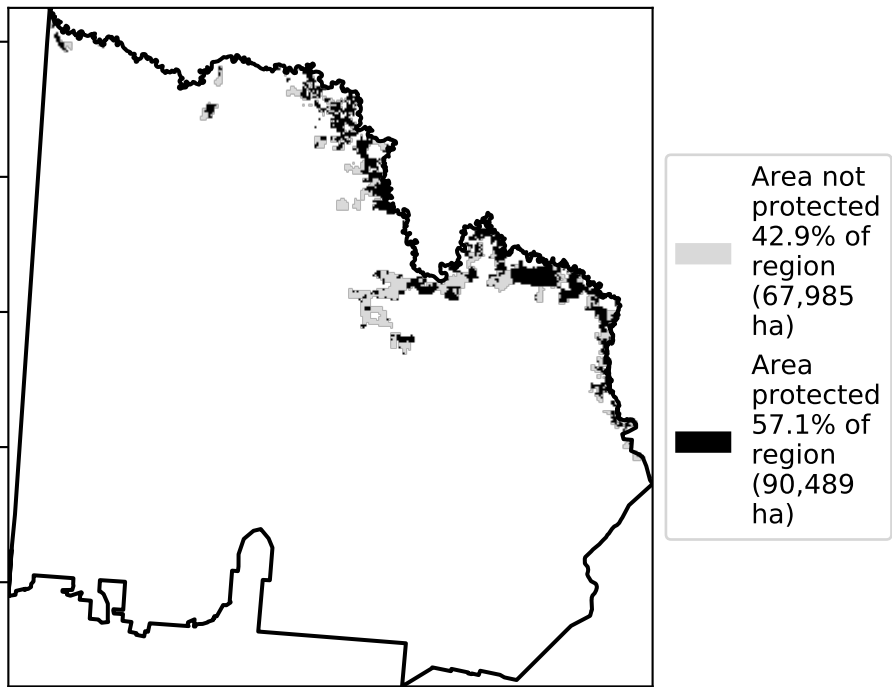 Area not
protected
42.9% of
region
(67,985
ha)
Area
protected
57.1% of
region
(90,489
ha)